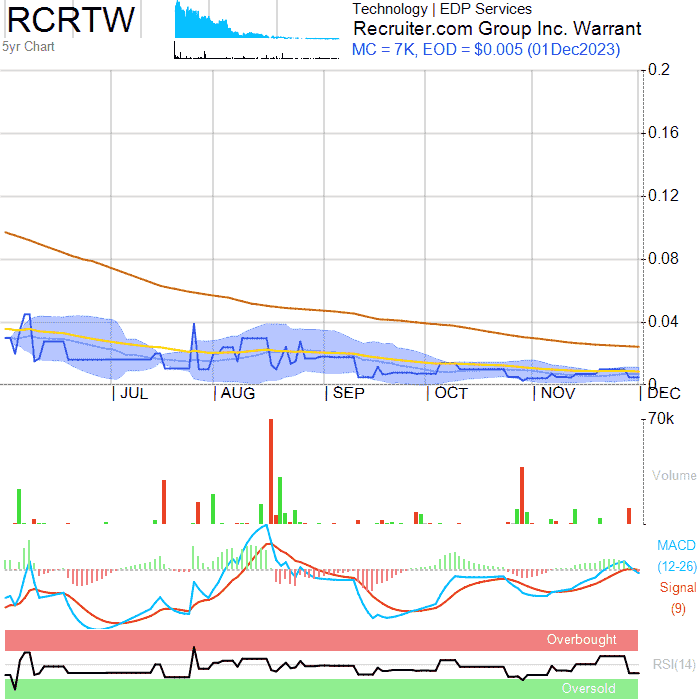 RCRTW
5yr Chart
Technology | EDP Services
Recruiter.com Group Inc. Warrant
MC = 7K, EOD = $0.005 (01Dec2023)
0.2
0.16
0.12
0.08
0.04
0
JUL AUG SEP OCT NOV DEC
70k
Volume
MACD
(12-26)
Signal
(9)
Overbought
RSI(14)
Oversold